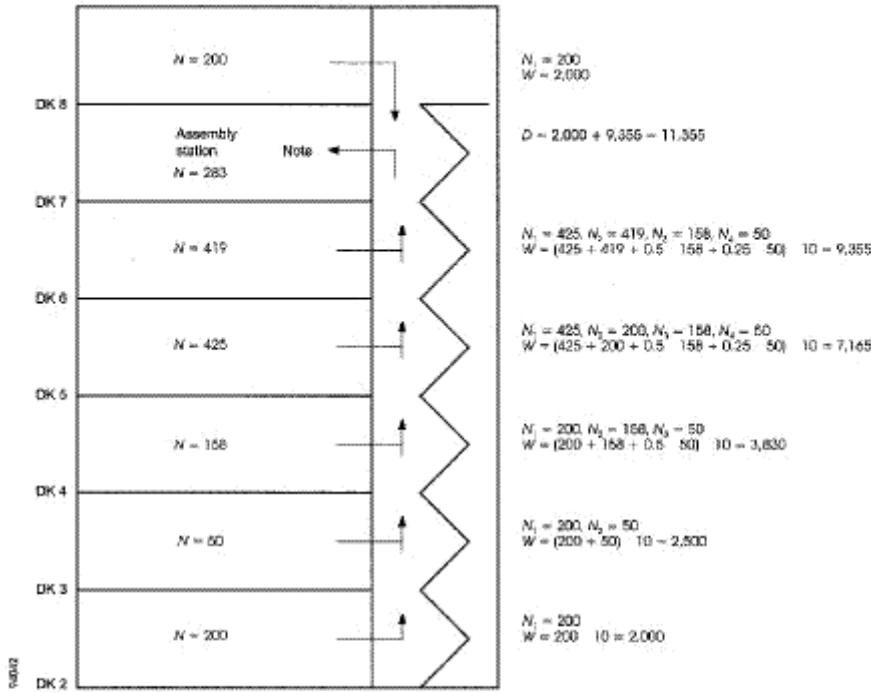 N = 200
N₁ = 200
W = 2,000
DK 8
Assembly
station
Note
N = 283
D = 2,000 + 9,355 = 11,355
DK 7
N = 419
N₁ = 425, N₂ = 419, N₃ = 158, N₄ = 50
W = (425 + 419 + 0.5 158 + 0.25 50) 10 = 9,355
DK 6
N = 425
N₁ = 425, N₂ = 200, N₃ = 158, N₄ = 50
W = (425 + 200 + 0.5 158 + 0.25 50) 10 = 7,165
DK 5
N = 158
N₁ = 200, N₂ = 158, N₃ = 50
W = (200 + 158 + 0.5 50) 10 = 3,830
DK 4
N = 50
N₁ = 200, N₂ = 50
W = (200 + 50) 10 = 2,500
DK 3
N = 200
N₁ = 200
W = 200 10 = 2,000
DK 2